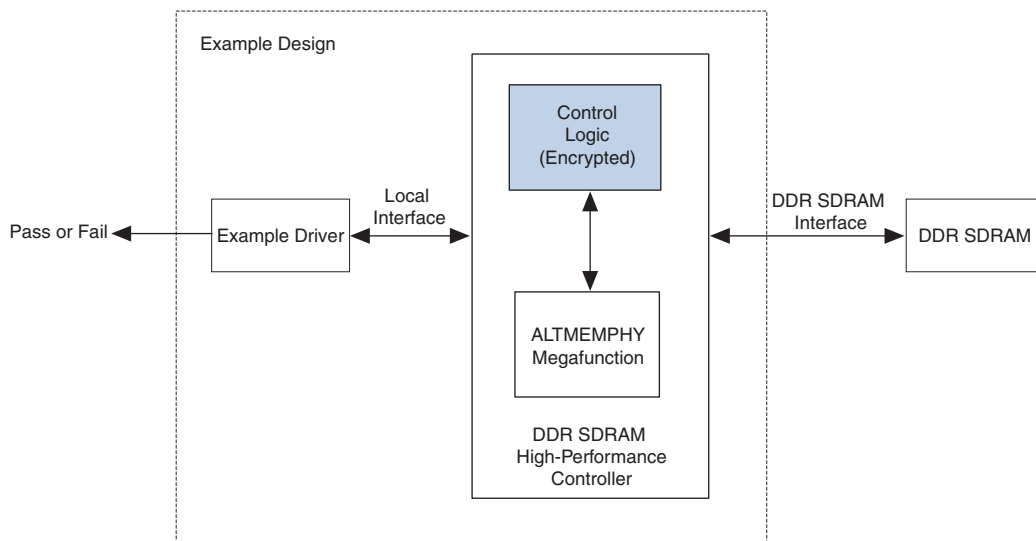 Example Design
Control
Logic
(Encrypted)
Local
Interface
DDR SDRAM
Interface
Pass or Fail
Example Driver
DDR SDRAM
ALTMEMPHY
Megafunction
DDR SDRAM
High-Performance
Controller